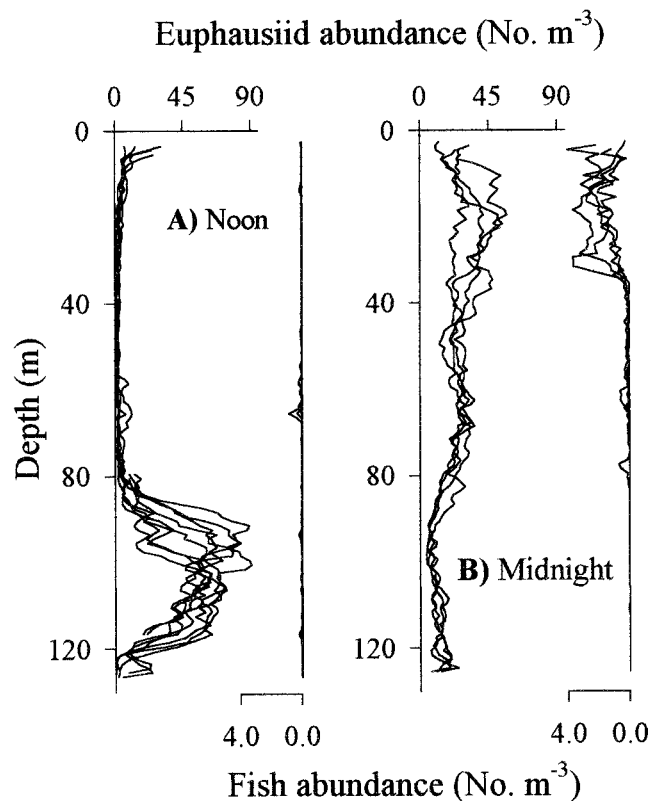 Euphausiid abundance (No. m-3)
0 45 90 0 45 90
0 0
A) Noon
40 40
Depth (m)
80 80
B) Midnight
120 120
4.0 0.0 4.0 0.0
Fish abundance (No. m-3)